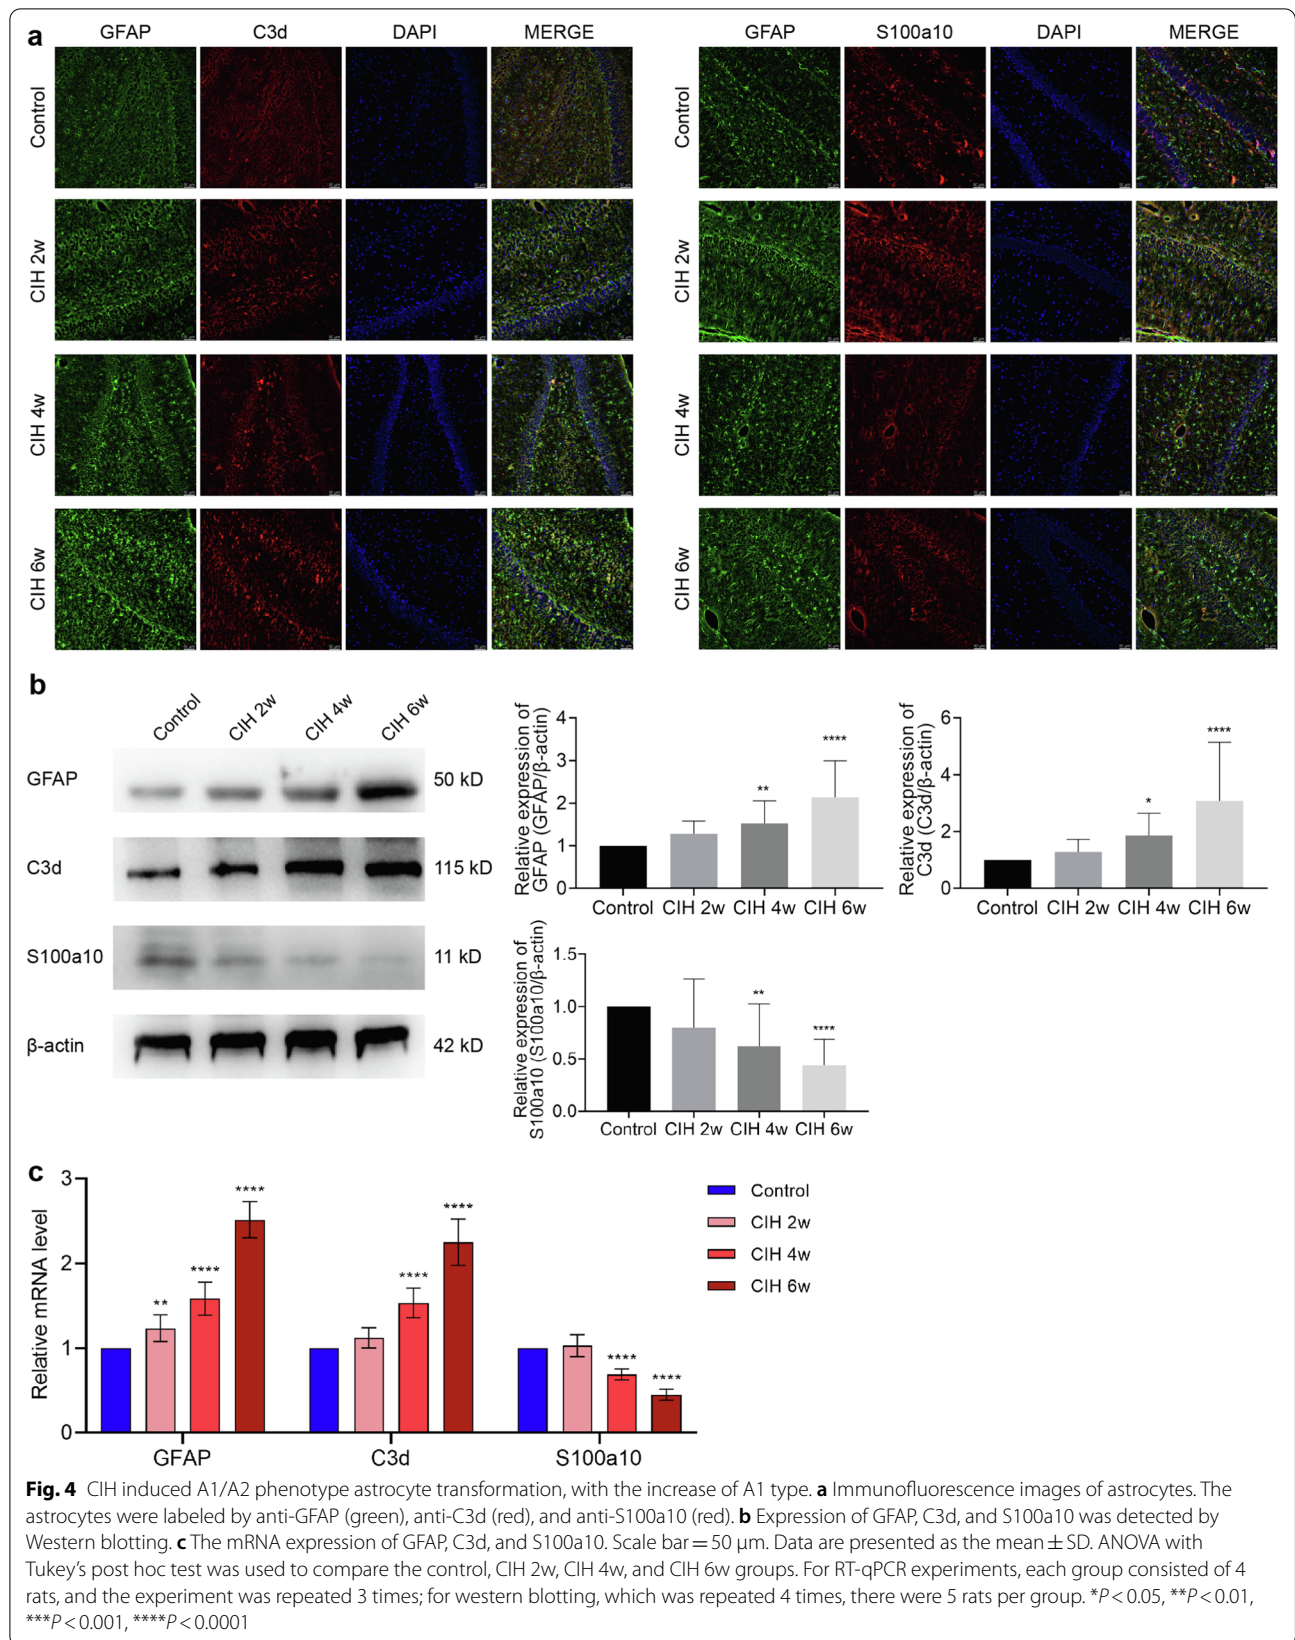 a
GFAP C3d DAPI MERGE
GFAP S100a10 DAPI MERGE
Control
CIH 2w
CIH 4w
CIH 6w
Control
CIH 2w
CIH 4w
CIH 6w
b
Control CIH 2w CIH 4w CIH 6w
GFAP 50 kD
C3d 115 kD
S100a10 11 kD
β-actin 42 kD
Relative expression of
GFAP (GFAP/β-actin)
4
3
2
1
0
** ****
Control CIH 2w CIH 4w CIH 6w
Relative expression of
C3d (C3d/β-actin)
6
4
2
0
* ****
Control CIH 2w CIH 4w CIH 6w
Relative expression of
S100a10 (S100a10/β-actin)
1.5
1.0
0.5
0.0
** ****
Control CIH 2w CIH 4w CIH 6w
c
Relative mRNA level
3
2
1
0
** **** ****
**** ****
**** ****
GFAP C3d S100a10
Control
CIH 2w
CIH 4w
CIH 6w
Fig. 4 CIH induced A1/A2 phenotype astrocyte transformation, with the increase of A1 type. a Immunofluorescence images of astrocytes. The
astrocytes were labeled by anti-GFAP (green), anti-C3d (red), and anti-S100a10 (red). b Expression of GFAP, C3d, and S100a10 was detected by
Western blotting. c The mRNA expression of GFAP, C3d, and S100a10. Scale bar = 50 μm. Data are presented as the mean ± SD. ANOVA with
Tukey's post hoc test was used to compare the control, CIH 2w, CIH 4w, and CIH 6w groups. For RT-qPCR experiments, each group consisted of 4
rats, and the experiment was repeated 3 times; for western blotting, which was repeated 4 times, there were 5 rats per group. *P < 0.05, **P < 0.01,
***P < 0.001, ****P < 0.0001